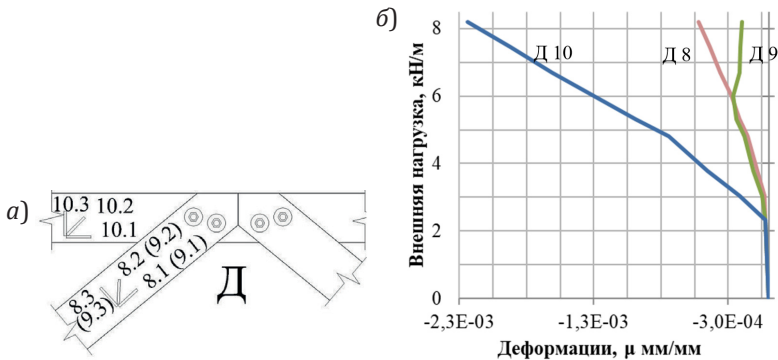 а)
10.3 10.2
10.1
8.2 (9.2)
8.1 (9.1)
8.3
(9.3)
Д
б)
Внешняя нагрузка, кН/м
8
6
4
2
0
Д 10
Д 8
Д 9
-2,3E-03 -1,3E-03 -3,0E-04
Деформации, μ мм/мм